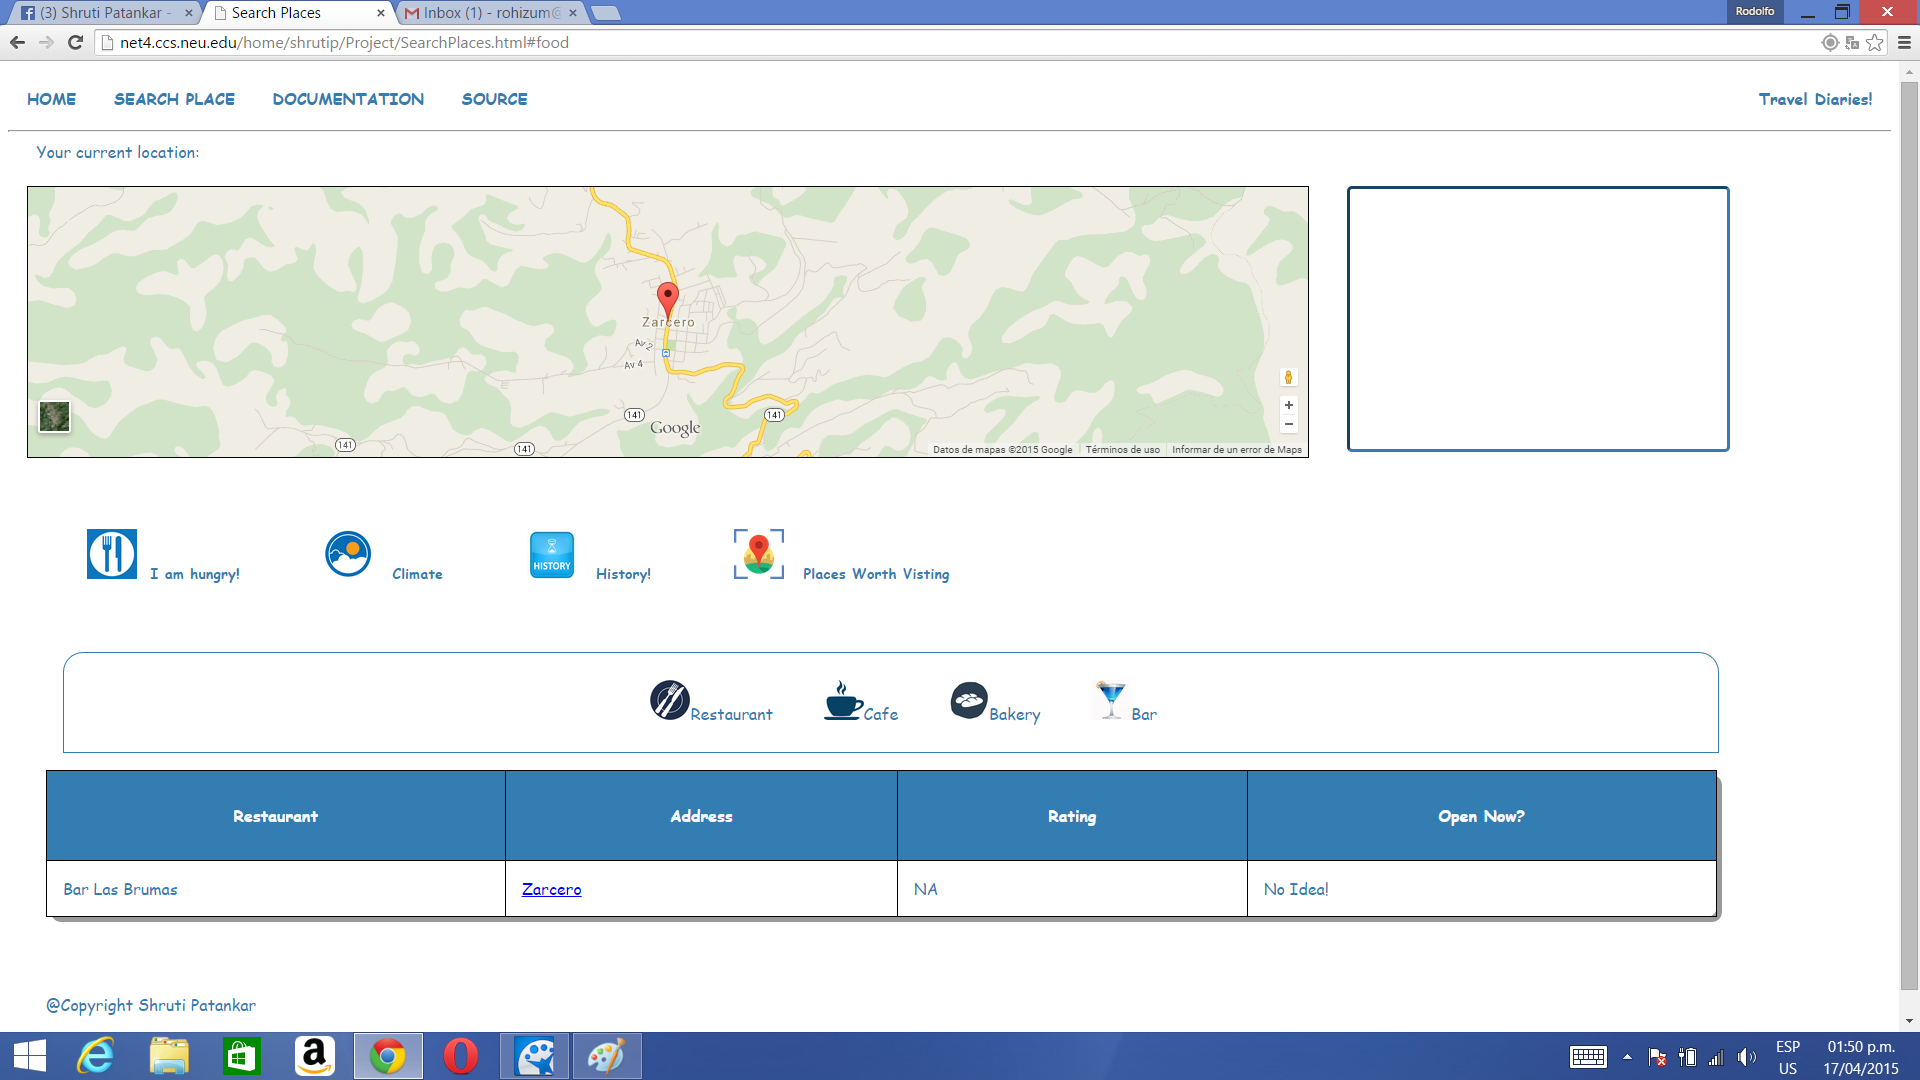 (3) Shruti Patankar -
Search Places
Inbox (1) - rohizum@
Rodolfo
net4.ccs.neu.edu/home/shrutip/Project/SearchPlaces.html#food
HOME SEARCH PLACE DOCUMENTATION SOURCE Travel Diaries!
Your current location:
Zarcero
Av 2
Av 4
141
141
141
141
Google
Datos de mapas ©2015 Google Términos de uso Informar de un error de Maps
HISTORY
I am hungry! Climate History! Places Worth Visting
Restaurant Cafe Bakery Bar
Restaurant Address Rating Open Now?
Bar Las Brumas Zarcero NA No Idea!
@Copyright Shruti Patankar
ESP 01:50 p.m.
US 17/04/2015